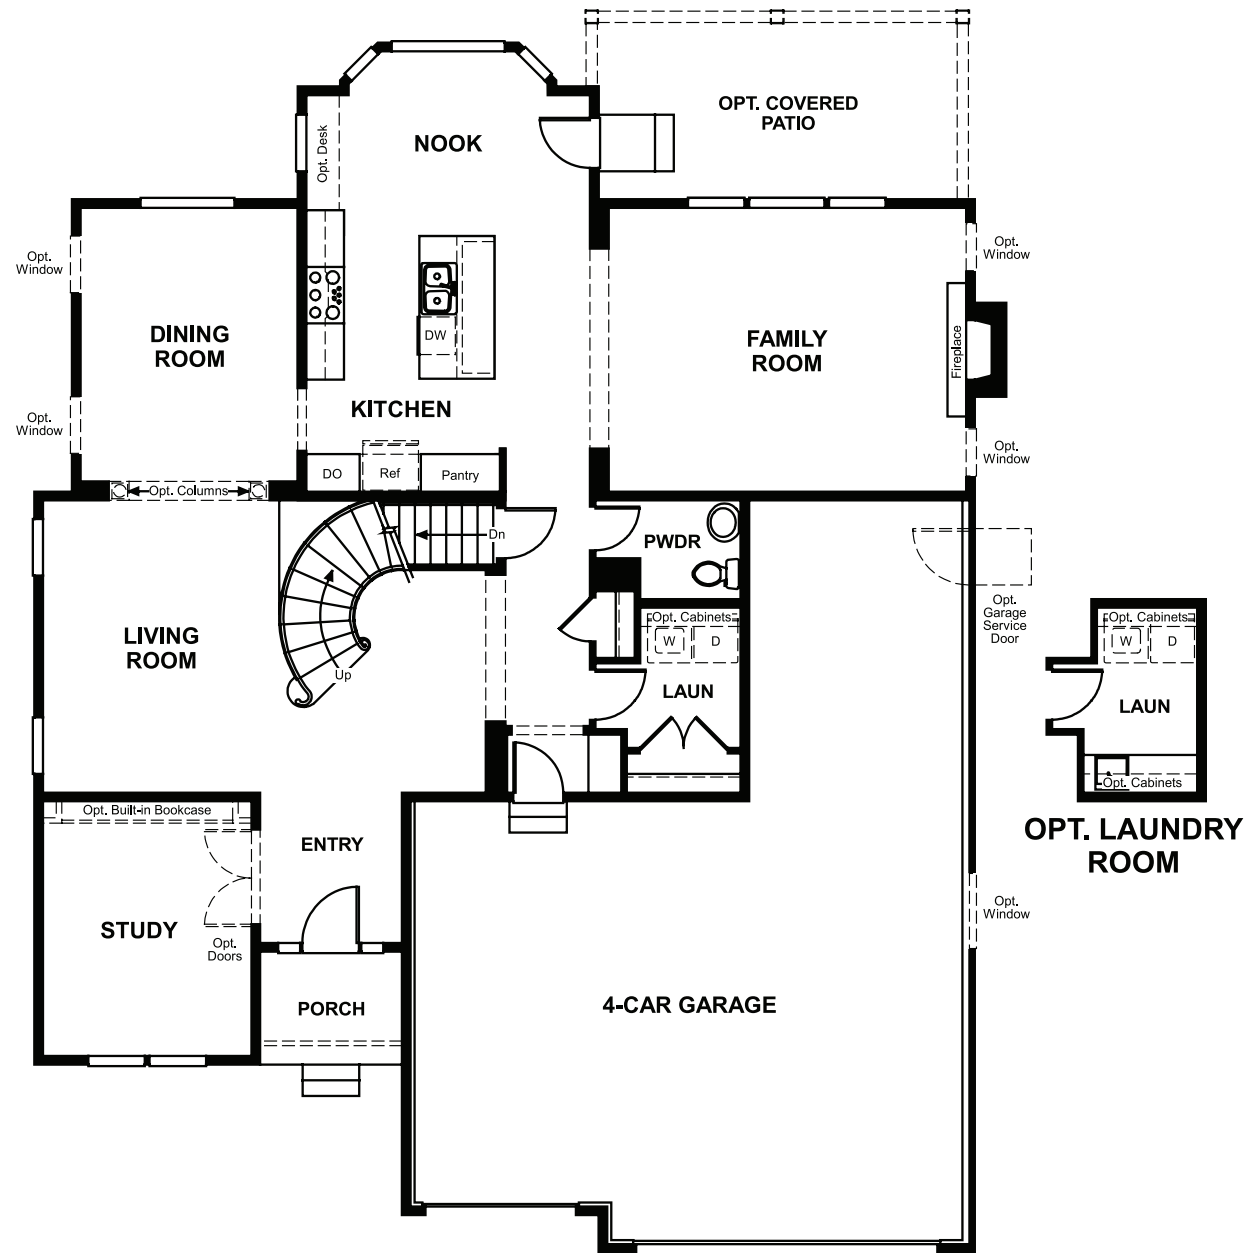 OPT. COVERED
PATIO
NOOK
Opt. Desk
Opt.
Window
Opt.
Window
DINING
ROOM
DW
FAMILY
ROOM
Fireplace
KITCHEN
Opt.
Window
Opt.
Window
DO
Ref
Pantry
Opt. Columns
Dn
PWDR
Opt.
Garage
Service
Door
LIVING
ROOM
Up
Opt. Cabinets
W
D
LAUN
Opt. Cabinets
W
D
LAUN
Opt. Cabinets
OPT. LAUNDRY
ROOM
Opt. Built-in Bookcase
ENTRY
STUDY
Opt.
Doors
Opt.
Window
PORCH
4-CAR GARAGE